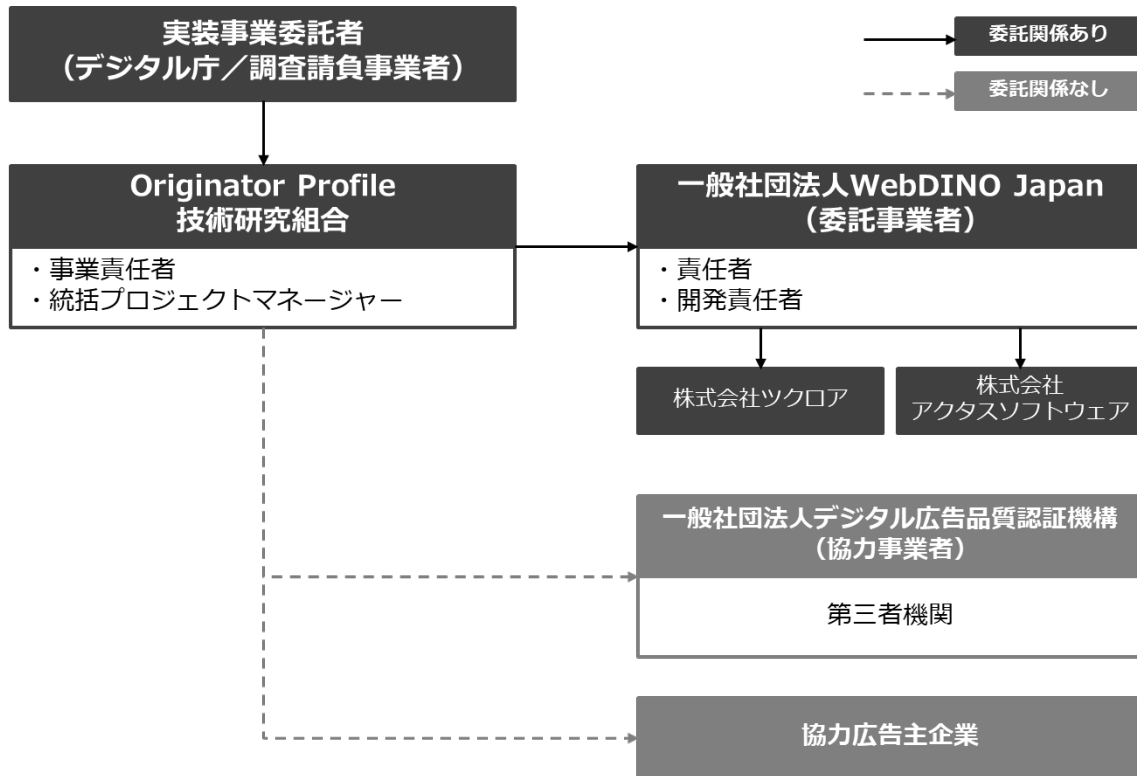 実装事業委託者
（デジタル庁／調査請負事業者）
委託関係あり
委託関係なし
Originator Profile
技術研究組合
・事業責任者
・統括プロジェクトマネージャー
一般社団法人WebDINO Japan
（委託事業者）
・責任者
・開発責任者
株式会社ツクロア
株式会社
アクタスソフトウェア
一般社団法人デジタル広告品質認証機構
（協力事業者）
第三者機関
協力広告主企業